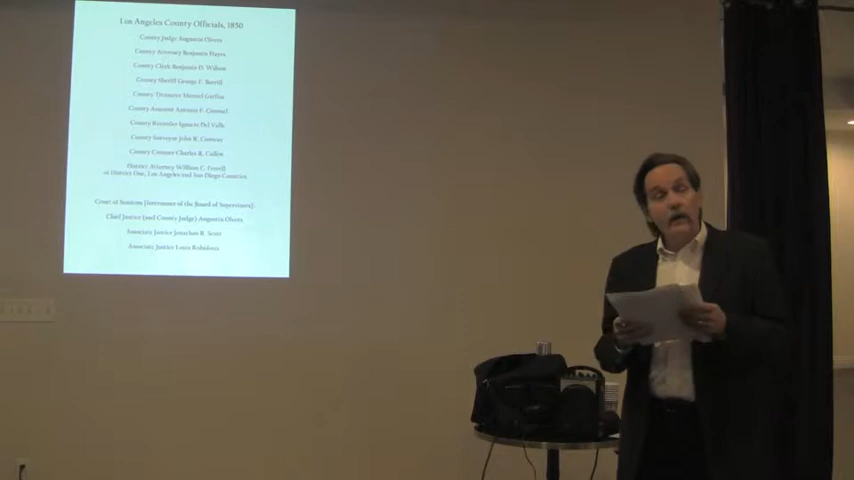 Los Angeles County Officials, 1850
County Judge Augustin Olvera
County Attorney Benjamin Hayes
County Clerk Benjamin D. Wilson
County Sheriff George T. Burrill
County Treasurer Manuel Garfias
County Assessor Antonio F. Coronel
County Recorder Ignacio Del Valle
County Surveyor John R. Conway
County Coroner Charles B. Cullen
District Attorney William C. Ferrell
of District One, Los Angeles and San Diego Counties
Court of Sessions [forerunner of the Board of Supervisors]
Chief Justice (and County Judge) Augustin Olvera
Associate Justice Jonathan R. Scott
Associate Justice Louis Robidoux